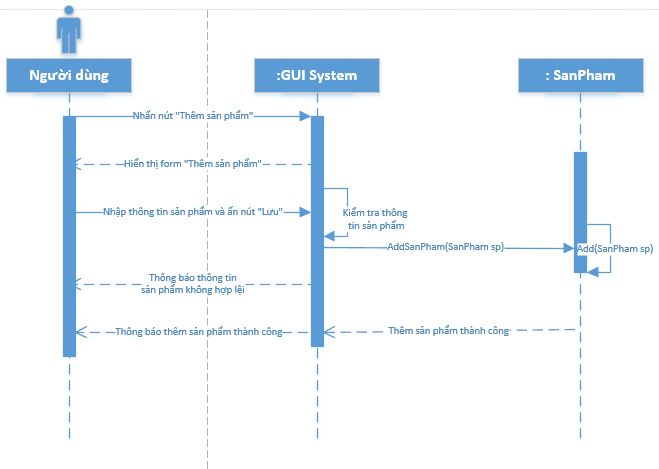 Người dùng
:GUI System
: SanPham
Nhấn nút "Thêm sản phẩm"
Hiển thị form "Thêm sản phẩm"
Nhập thông tin sản phẩm và ấn nút "Lưu"
Kiểm tra thông
tin sản phẩm
AddSanPham(SanPham sp)
Add(SanPham sp)
Thông báo thông tin
sản phẩm không hợp lệi
Thông báo thêm sản phẩm thành công
Thêm sản phẩm thành công